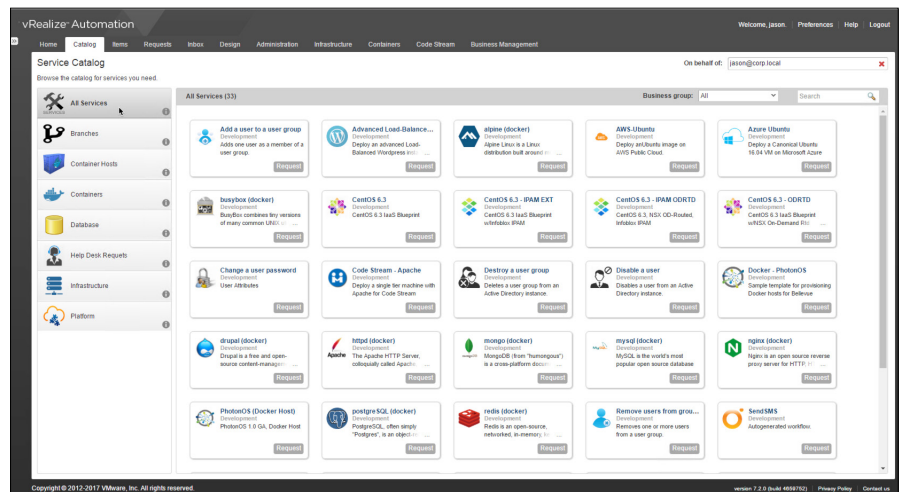 vRealize™ Automation
Welcome, jason. Preferences Help Logout
Home Catalog Items Requests Inbox Design Administration Infrastructure Containers Code Stream Business Management
Service Catalog
On behalf of: jason@corp.local
Browse the catalog for services you need.
All Services
SERVICES
Branches
Container Hosts
Containers
Database
Help Desk Requets
Infrastructure
Platform
All Services (33)
Business group: All
Search
Add a user to a user group
Development
Adds one user as a member of a
user group.
Request
Advanced Load-Balance...
Development
Deploy an advanced Load-
Balanced Wordpress inst ...
Request
alpine (docker)
Development
Alpine Linux is a Linux
distribution built around m ...
Request
AWS-Ubuntu
Development
Deploy anUbuntu image on
AWS Public Cloud.
Request
Azure Ubuntu
Development
Deploy a Canonical Ubuntu
16.04 VM on Microsoft Azure
Request
busybox (docker)
Development
BusyBox combines tiny versions
of many common UNIX u ...
Request
CentOS 6.3
Development
CentOS 6.3 IaaS Blueprint
Request
CentOS 6.3 - IPAM EXT
Development
CentOS 6.3 IaaS Blueprint
w/Infoblox IPAM
Request
CentOS 6.3 - IPAM ODRTD
Development
CentOS 6.3, NSX OD-Routed,
Infoblox IPAM
Request
CentOS 6.3 - ODRTD
Development
CentOS 6.3 IaaS Blueprint
w/NSX On-Demand Rt ...
Request
Change a user password
Development
User Attributes
Request
Code Stream - Apache
Development
Deploy a single tier machine with
Apache for Code Stream
Request
Destroy a user group
Development
Deletes a user group from an
Active Directory instance.
Request
Disable a user
Development
Disables a user from an Active
Directory instance.
Request
Docker - PhotonOS
Development
Sample template for provisioning
Docker hosts for Bellevue
Request
drupal (docker)
Development
Drupal is a free and open-
source content-managem ...
Request
httpd (docker)
Development
The Apache HTTP Server,
colloquially called Apache, ...
Apache
Request
mongo (docker)
Development
MongoDB (from "humongous")
is a cross-platform docum ...
Request
mysql (docker)
Development
MySQL is the world's most
popular open source database
Request
nginx (docker)
Development
Nginx is an open source reverse
proxy server for HTTP, H ...
Request
PhotonOS (Docker Host)
Development
PhotonOS 1.0 GA, Docker Host
Request
postgreSQL (docker)
Development
PostgreSQL, often simply
"Postgres", is an object-re ...
Request
redis (docker)
Development
Redis is an open-source,
networked, in-memory, ...
Request
Remove users from grou...
Development
Removes one or more users
from a user group.
Request
SendSMS
Development
Autogenerated workflow.
Request
Copyright © 2012-2017 VMware, Inc. All rights reserved.
version 7.2.0 (build 4659752) Privacy Policy Contact us